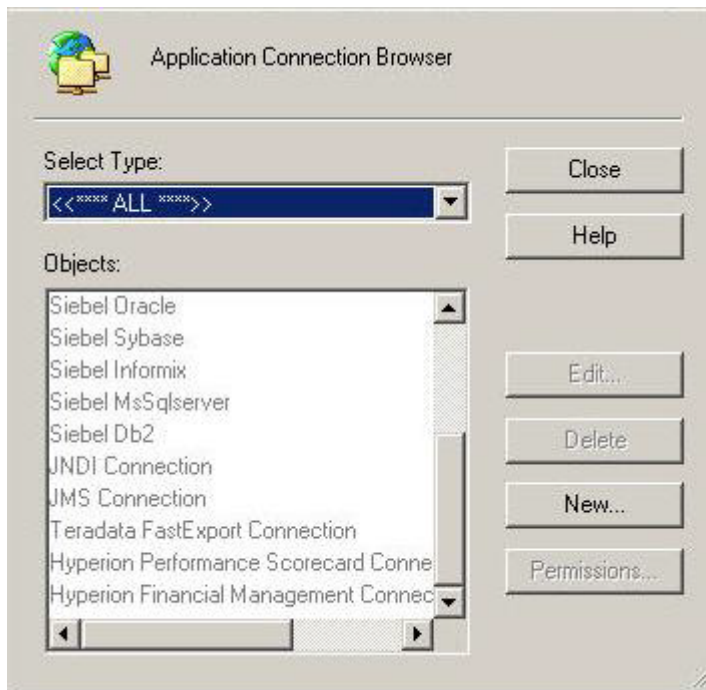 Application Connection Browser
Select Type:
<<**** ALL ****>>
Close
Help
Objects:
Siebel Oracle
Siebel Sybase
Siebel Informix
Siebel MsSqlserver
Siebel Db2
JNDI Connection
JMS Connection
Teradata FastExport Connection
Hyperion Performance Scorecard Conne
Hyperion Financial Management Connec
Edit...
Delete
New...
Permissions...